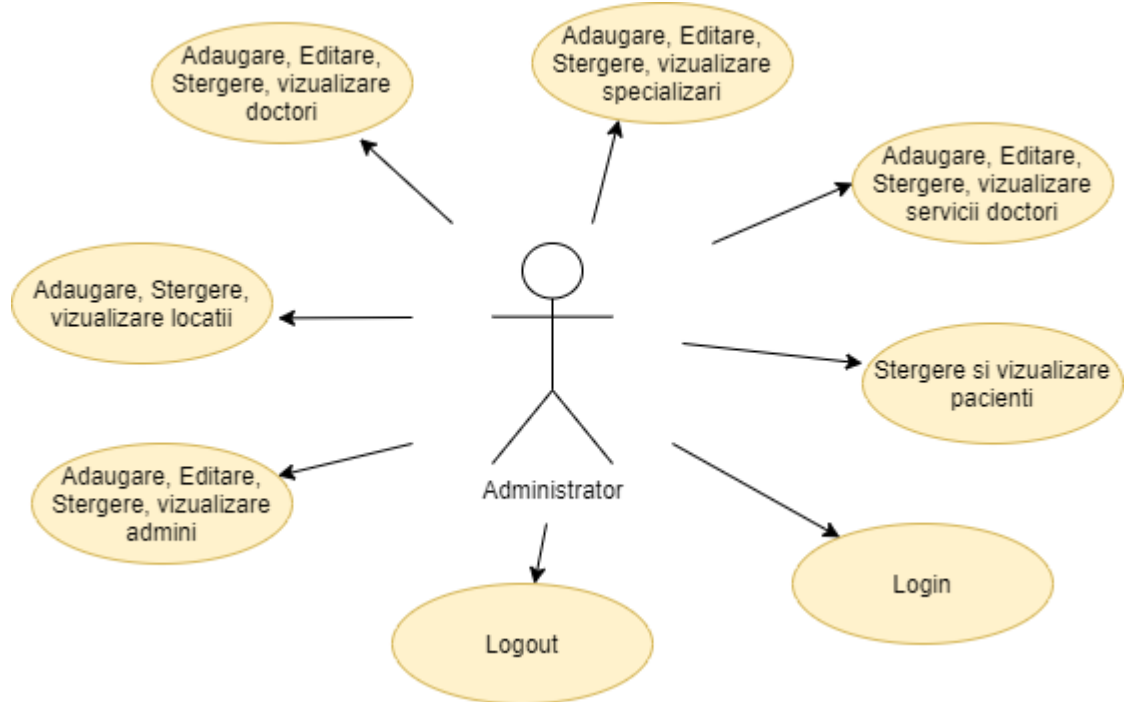 Adaugare, Editare,
Stergere, vizualizare
doctori
Adaugare, Editare,
Stergere, vizualizare
specializari
Adaugare, Editare,
Stergere, vizualizare
servicii doctori
Adaugare, Stergere,
vizualizare locatii
Stergere si vizualizare
pacienti
Adaugare, Editare,
Stergere, vizualizare
admini
Administrator
Login
Logout